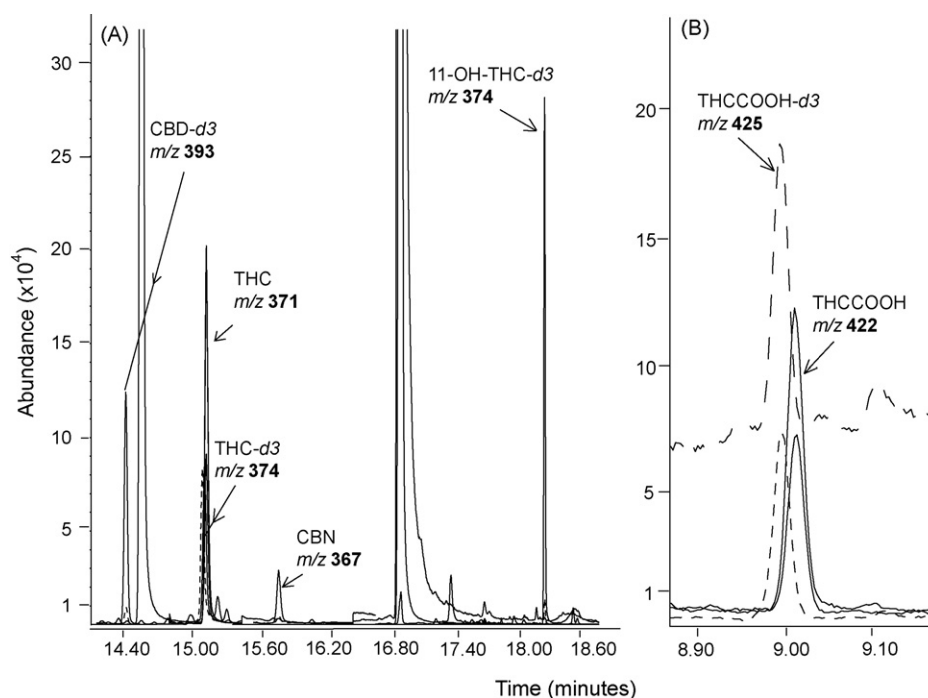 (A)
(B)
Abundance (x10⁴)
30
20
10
5
1
CBD-d3
m/z 393
THC
m/z 371
THC-d3
m/z 374
CBN
m/z 367
11-OH-THC-d3
m/z 374
14.40 15.00 15.60 16.20 16.80 17.40 18.00 18.60
20
15
10
5
1
THCCOOH-d3
m/z 425
THCCOOH
m/z 422
8.90 9.00 9.10
Time (minutes)